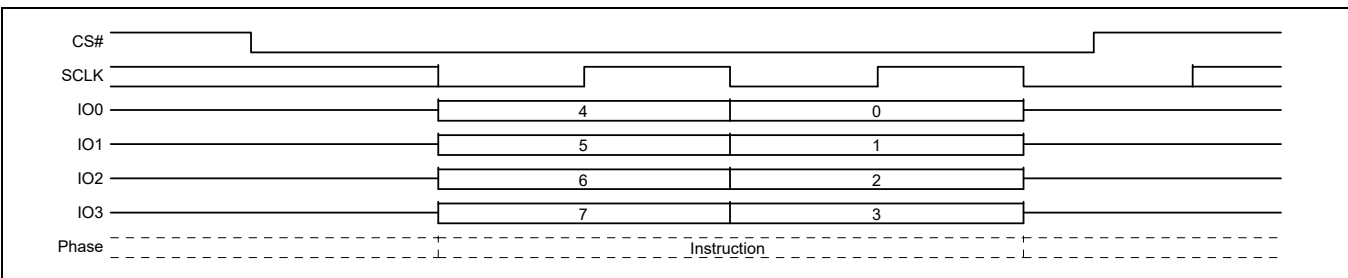 CS#
SCLK
IO0 4 0
IO1 5 1
IO2 6 2
IO3 7 3
Phase Instruction